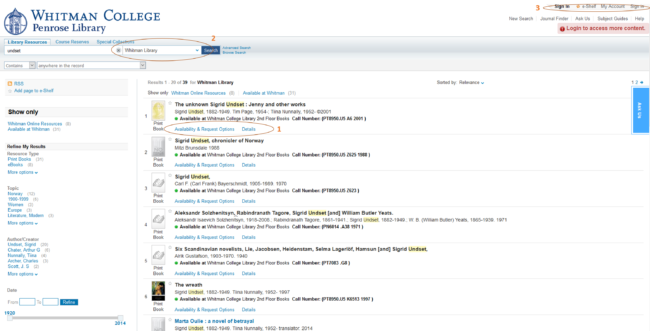 WHITMAN COLLEGE
Penrose Library
3
Sign in
e-Shelf
My Account
Sign in
New Search Journal Finder Ask Us Subject Guides Help
Login to access more content.
2
Library Resources Course Reserves Special Collections
undset
Whitman Library
Search
Advanced Search
Browse Search
Contains
anywhere in the record
RSS
Add page to e-Shelf
Show only
Whitman Online Resources (8)
Available at Whitman (31)
Refine My Results
Resource Type
Print Books (31)
eBooks (8)
Topic
Norway
Women
Europe
Literature, Modern
More options
Author/Creator
Undset, Sigrid
Chater, Arthur G
Nunnally, Tiina
Archer, Charles
Scott, J. S
More options
Date
From To Refine
1920
2014
Results 1 - 30 of 39 for Whitman Library
Sorted by: Relevance
1 2
Show only Whitman Online Resources (8) Available at Whitman (31)
Ask Us
1
Print Book
The unknown Sigrid Undset : Jenny and other works
Sigrid Undset, 1882-1949. Tim Page, 1954-; Tiina Nunnally, 1952- ©2001
Available at Whitman College Library 2nd Floor Books Call Number: (PT8950.U5 A6 2001 )
Availability & Request Options Details
1
2
Print Book
Sigrid Undset, chronicler of Norway
Mitzi Brunsdale 1988
Available at Whitman College Library 2nd Floor Books Call Number: (PT8950.U5 Z625 1988 )
Availability & Request Options Details
3
Print Book
Sigrid Undset,
Carl F. (Carl Frank) Bayerschmidt, 1905-1989. 1970
Available at Whitman College Library 2nd Floor Books Call Number: (PT8950.U5 Z623 )
Availability & Request Options Details
4
Print Book
Aleksandr Solzhenitsyn, Rabindranath Tagore, Sigrid Undset [and] William Butler Yeats.
Aleksandr Isaevich Solzhenitsyn, 1918-2008. Rabindranath Tagore, 1861-1941 ; Sigrid Undset, 1882-1949. ; W. B. (William Butler) Yeats, 1865-1939. 1971
Available at Whitman College Library 2nd Floor Books Call Number: (PN6014 .A38 1971 )
Availability & Request Options Details
5
Print Book
Six Scandinavian novelists, Lie, Jacobsen, Heidenstam, Selma Lagerlöf, Hamsun [and] Sigrid Undset,
Alrik Gustafson, 1903-1970. 1940
Available at Whitman College Library 2nd Floor Books Call Number: (PT7083 .G8 )
Availability & Request Options Details
6
Print Book
The wreath
Sigrid Undset, 1882-1949. Tiina Nunnally, 1952- 1997
Available at Whitman College Library 2nd Floor Books Call Number: (PT8950.U5 K6313 1997 )
Availability & Request Options Details
Marta Oulie : a novel of betrayal
Sigrid Undset, 1882-1949. Tiina Nunnally, 1952- translator. 2014
Available at Whitman College Library 2nd Floor Books